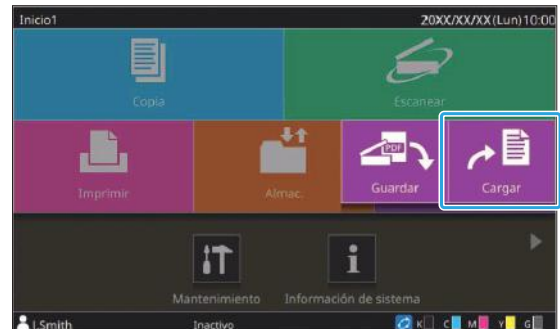 Inicio1 20XX/XX/XX(Lun)10:00
Copia Escanear
PDF
Imprimir Almac. Guardar Cargar
Mantenimiento Información de sistema
I.Smith Inactivo K C M Y G